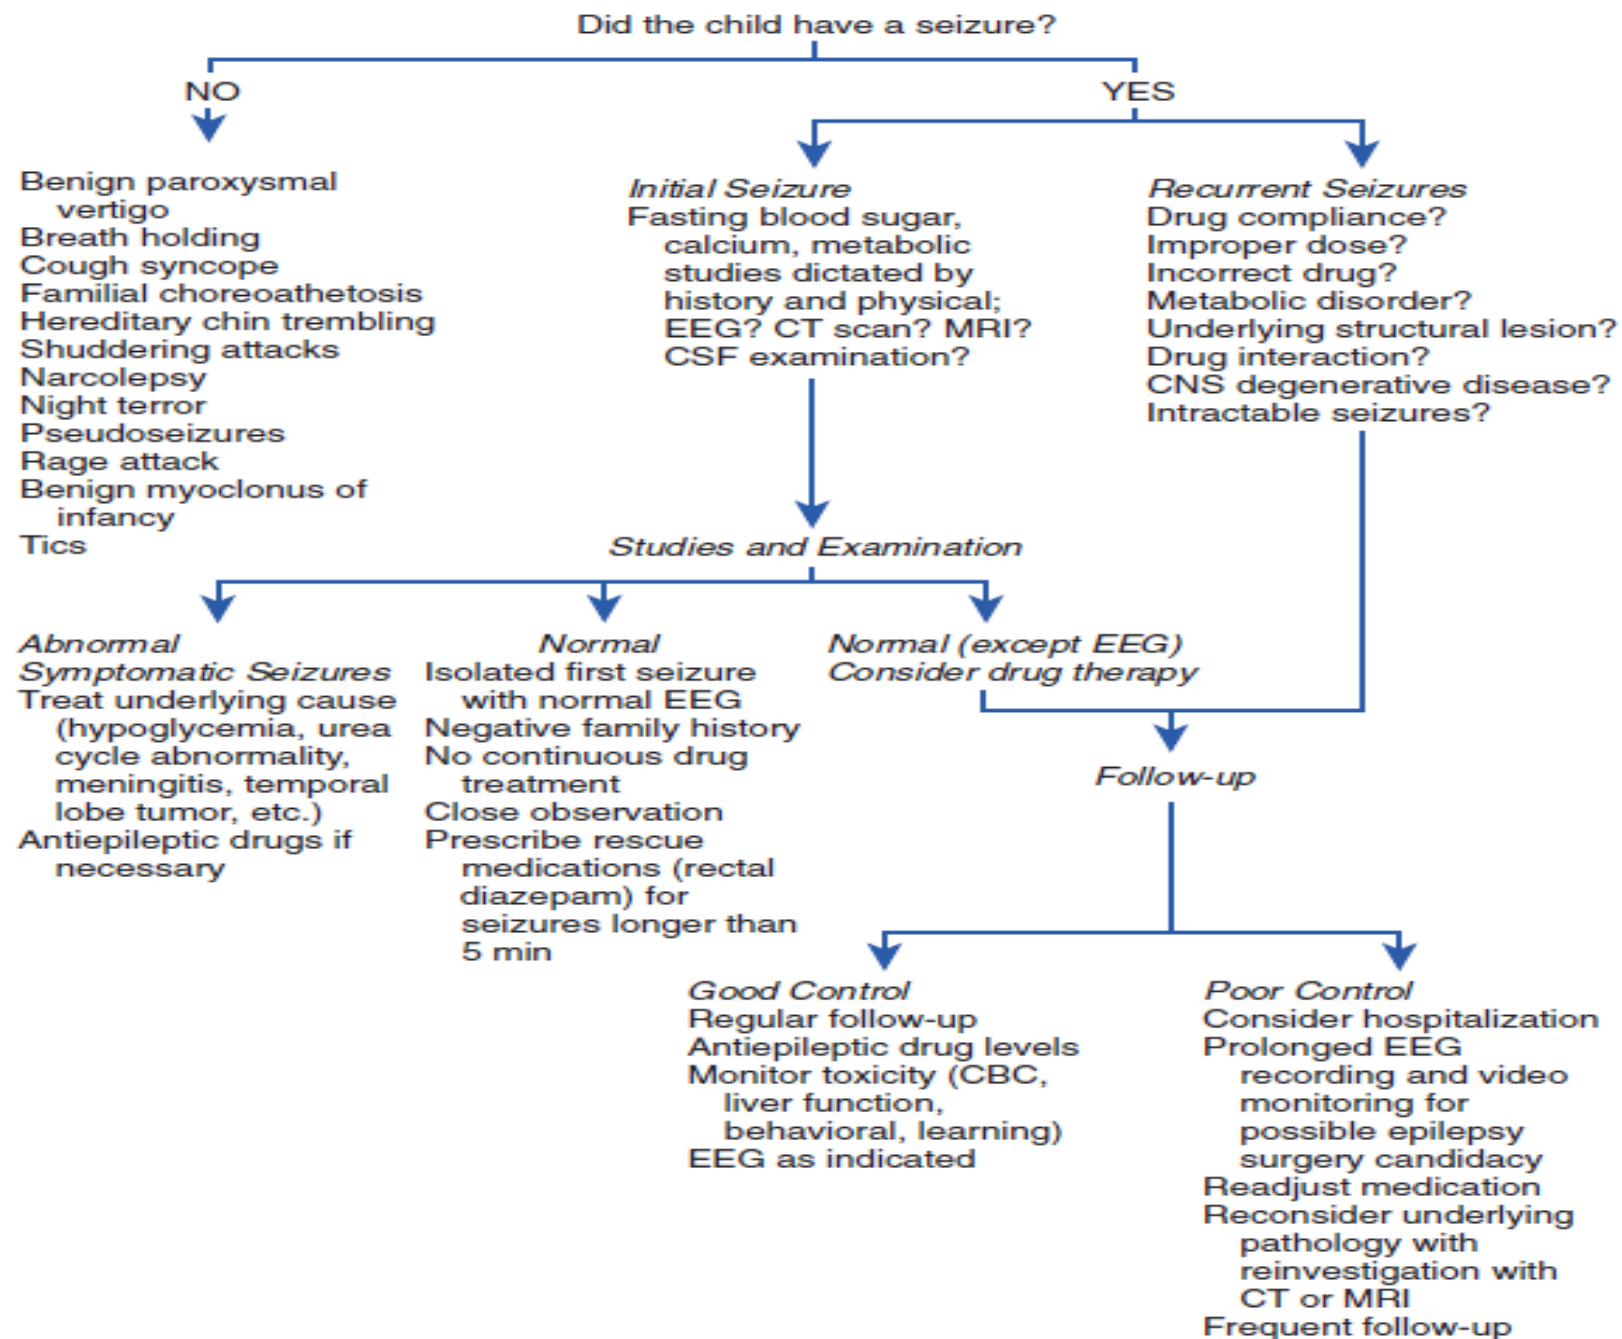 Did the child have a seizure?
NO
YES
Benign paroxysmal
vertigo
Breath holding
Cough syncope
Familial choreoathetosis
Hereditary chin trembling
Shuddering attacks
Narcolepsy
Night terror
Pseudoseizures
Rage attack
Benign myoclonus of
infancy
Tics
Initial Seizure
Fasting blood sugar,
calcium, metabolic
studies dictated by
history and physical;
EEG? CT scan? MRI?
CSF examination?
Recurrent Seizures
Drug compliance?
Improper dose?
Incorrect drug?
Metabolic disorder?
Underlying structural lesion?
Drug interaction?
CNS degenerative disease?
Intractable seizures?
Studies and Examination
Abnormal
Symptomatic Seizures
Treat underlying cause
(hypoglycemia, urea
cycle abnormality,
meningitis, temporal
lobe tumor, etc.)
Antiepileptic drugs if
necessary
Normal
Isolated first seizure
with normal EEG
Negative family history
No continuous drug
treatment
Close observation
Prescribe rescue
medications (rectal
diazepam) for
seizures longer than
5 min
Normal (except EEG)
Consider drug therapy
Follow-up
Good Control
Regular follow-up
Antiepileptic drug levels
Monitor toxicity (CBC,
liver function,
behavioral, learning)
EEG as indicated
Poor Control
Consider hospitalization
Prolonged EEG
recording and video
monitoring for
possible epilepsy
surgery candidacy
Readjust medication
Reconsider underlying
pathology with
reinvestigation with
CT or MRI
Frequent follow-up